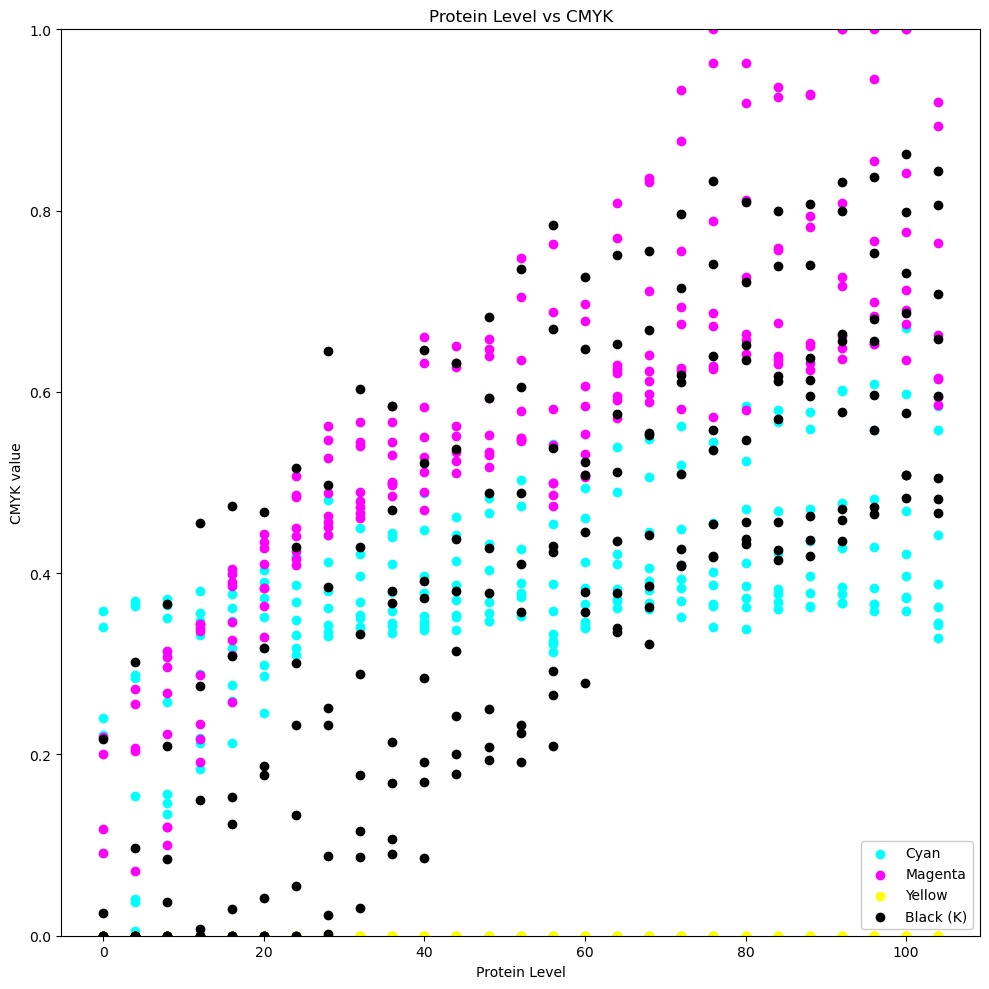 Protein Level vs CMYK
1.0
0.8
0.6
0.4
0.2
0.0
CMYK value
0 20 40 60 80 100
Protein Level
Cyan
Magenta
Yellow
Black (K)